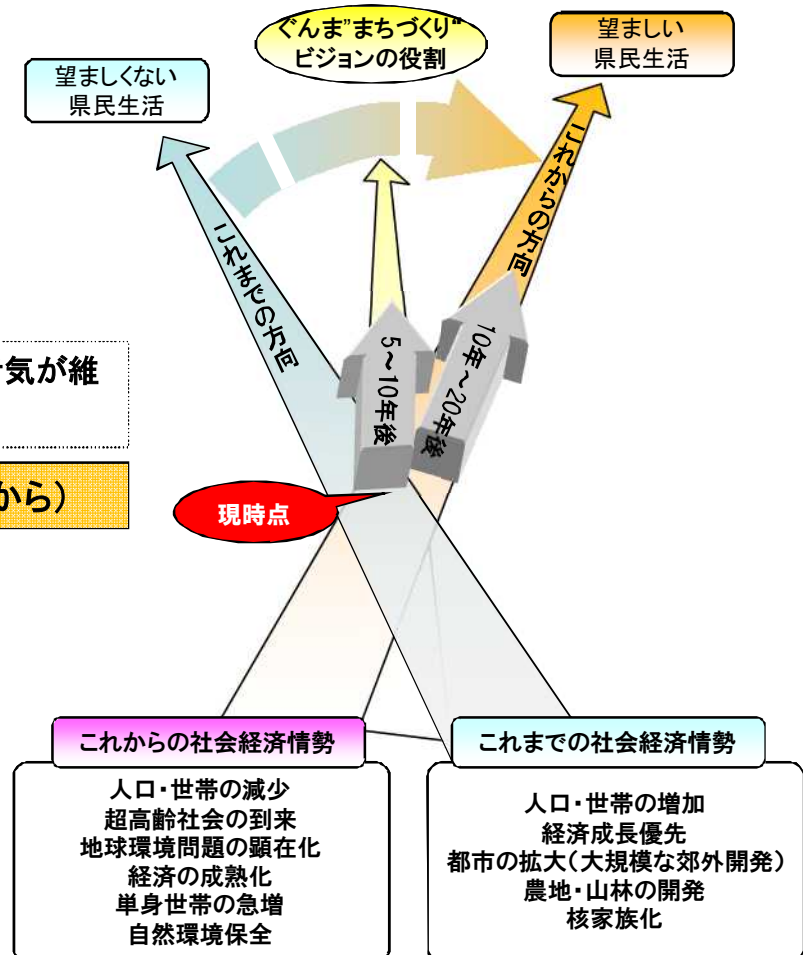 ぐんま”まちづくり“
ビジョンの役割
望ましい
県民生活
望ましくない
県民生活
これからの方向
これまでの方向
5～10年後
10年～20年後
気が維
から）
現時点
これからの社会経済情勢
人口・世帯の減少
超高齢社会の到来
地球環境問題の顕在化
経済の成熟化
単身世帯の急増
自然環境保全
これまでの社会経済情勢
人口・世帯の増加
経済成長優先
都市の拡大（大規模な郊外開発）
農地・山林の開発
核家族化